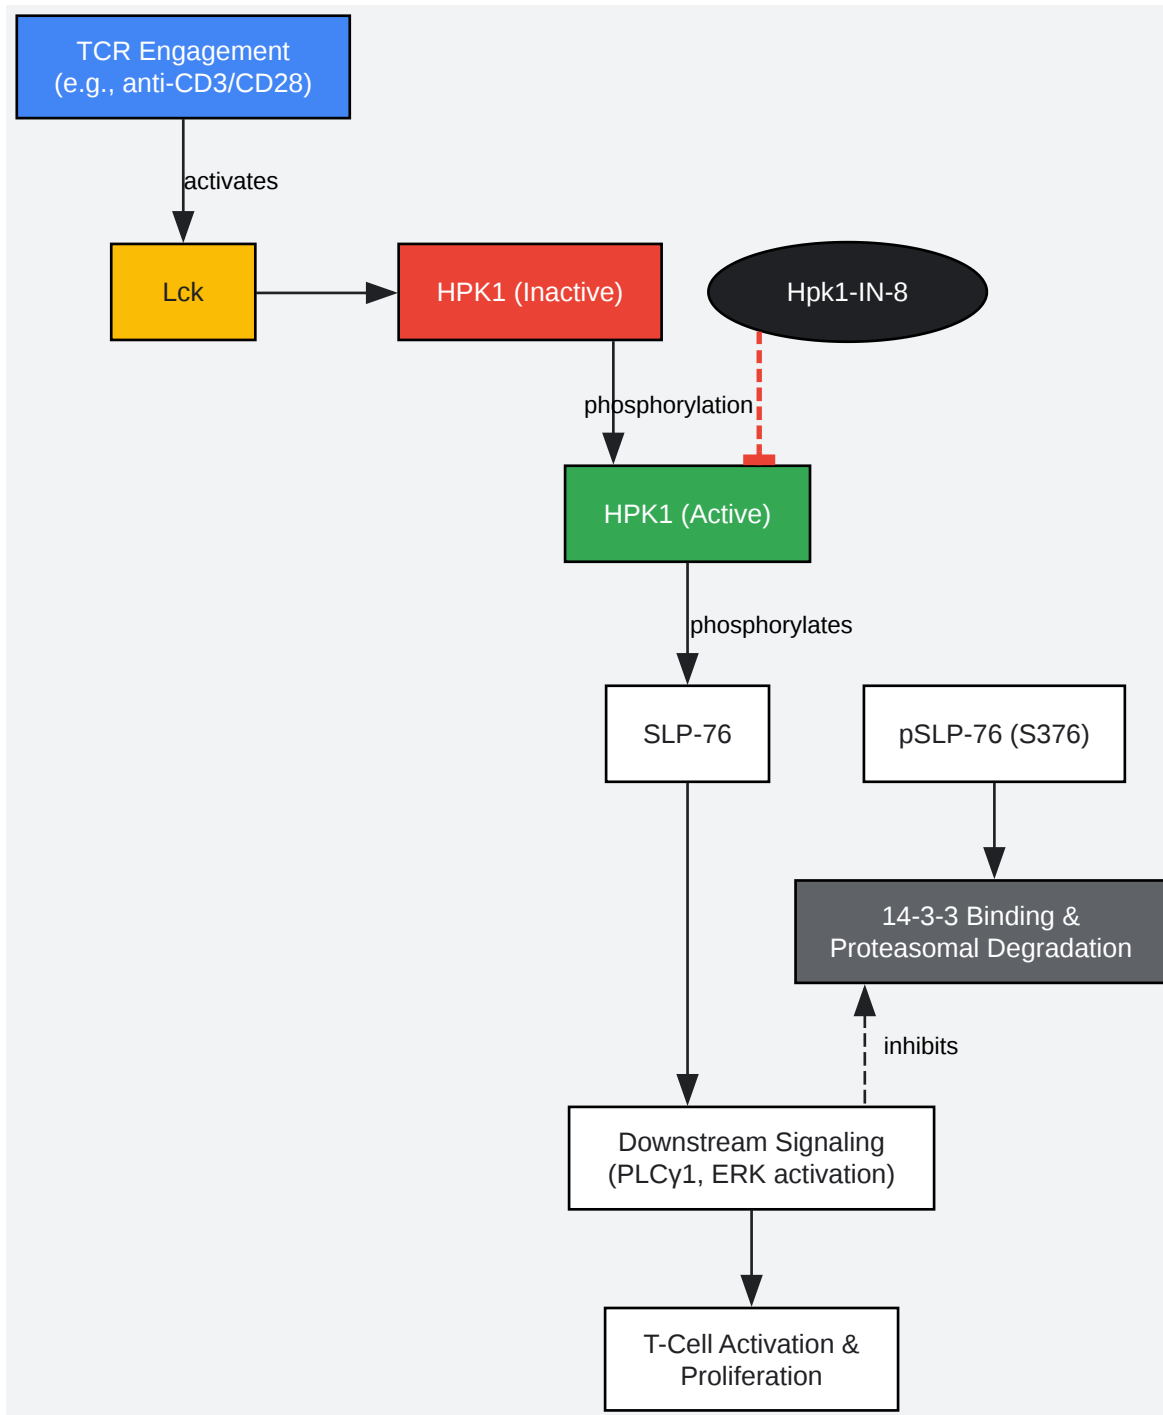 TCR Engagement
(e.g., anti-CD3/CD28)
activates
Lck
HPK1 (Inactive)
Hpk1-IN-8
phosphorylation
HPK1 (Active)
phosphorylates
SLP-76
pSLP-76 (S376)
14-3-3 Binding &
Proteasomal Degradation
inhibits
Downstream Signaling
(PLCγ1, ERK activation)
T-Cell Activation &
Proliferation